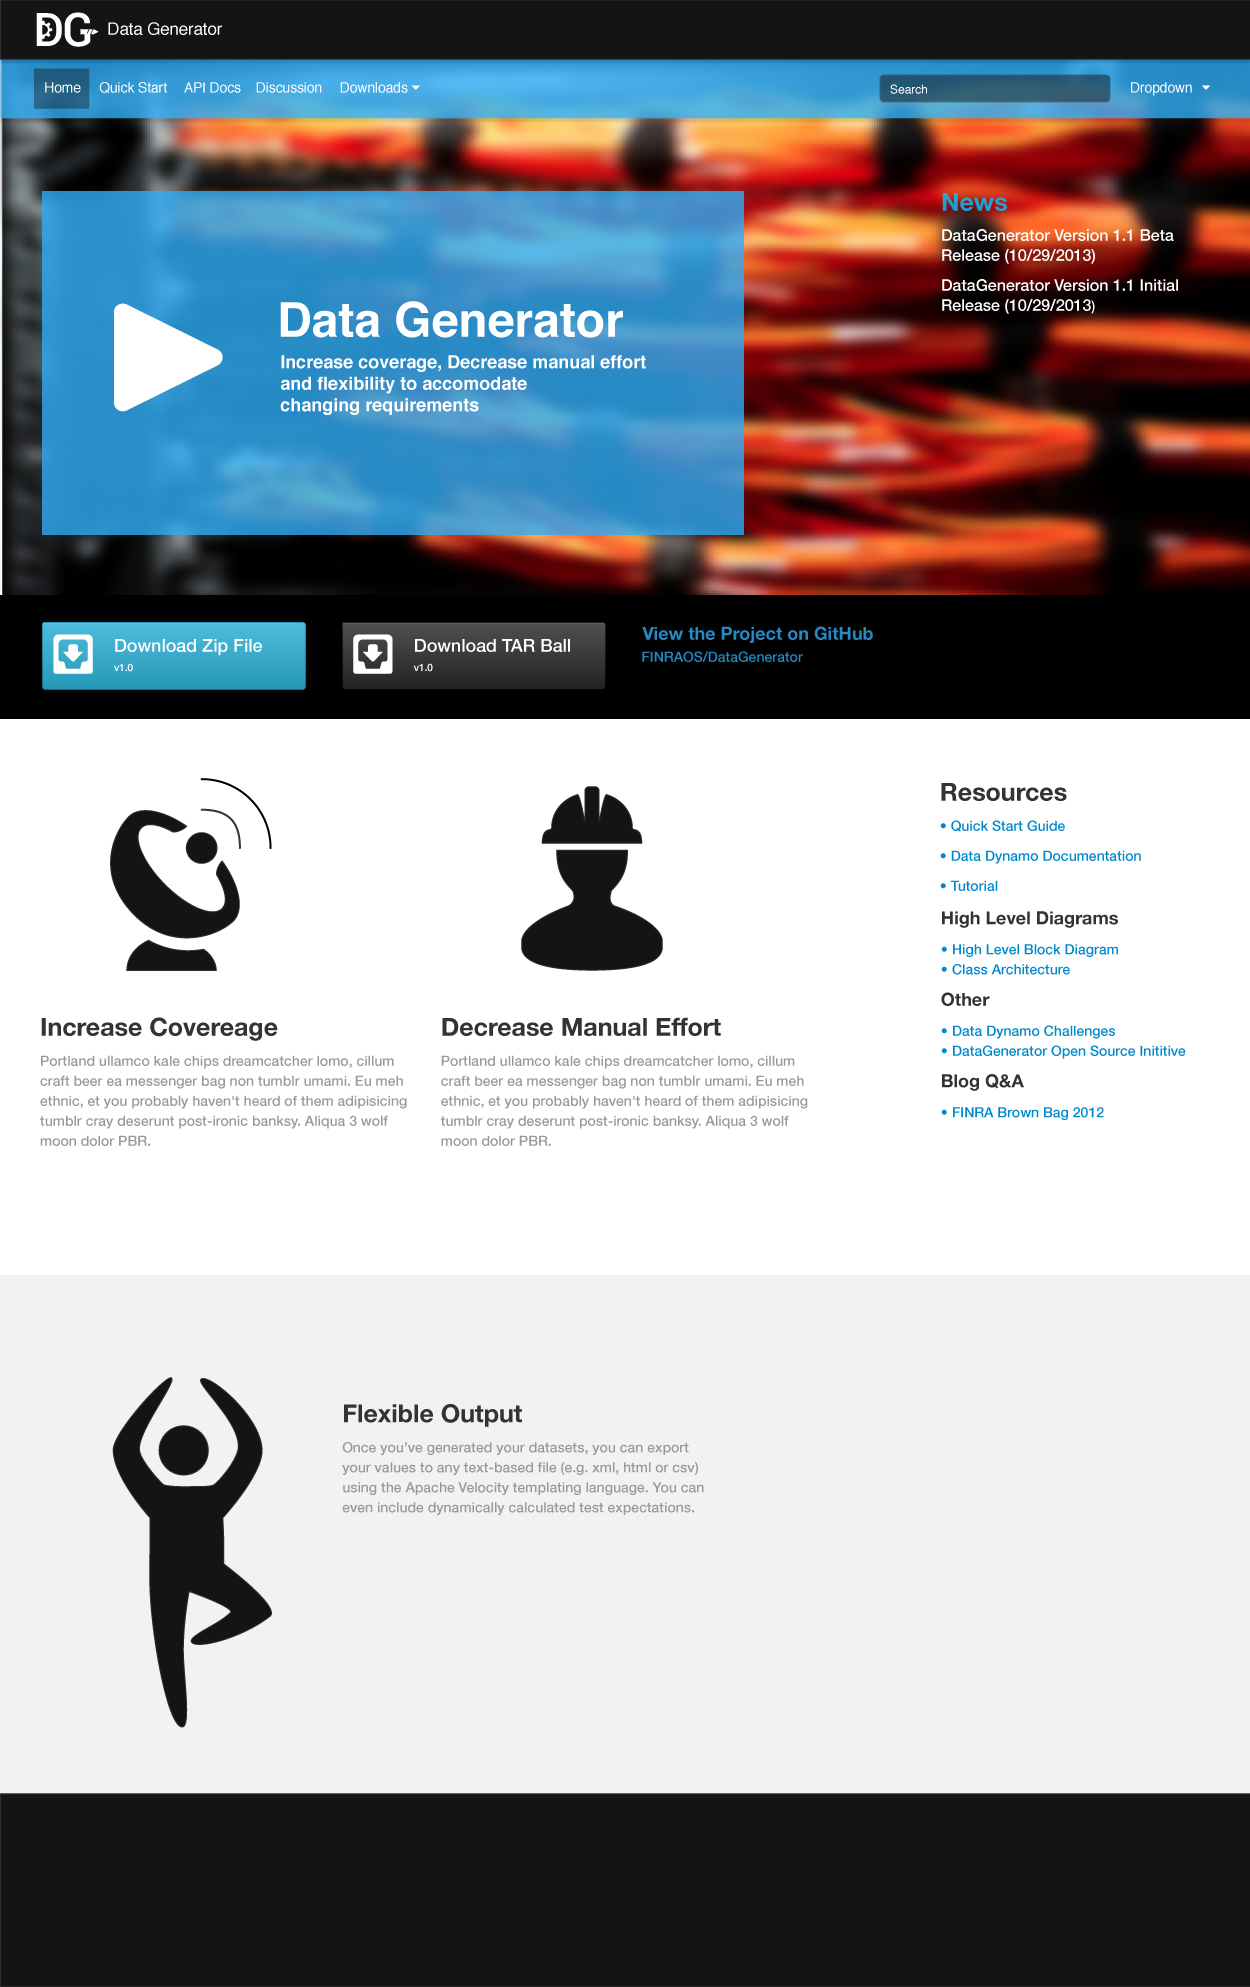 DG Data Generator
Home Quick Start API Docs Discussion Downloads Search Dropdown
Data Generator
Increase coverage, Decrease manual effort
and flexibility to accomodate
changing requirements
News
DataGenerator Version 1.1 Beta
Release (10/29/2013)
DataGenerator Version 1.1 Initial
Release (10/29/2013)
Download Zip File
v1.0
Download TAR Ball
v1.0
View the Project on GitHub
FINRAOS/DataGenerator
Increase Covereage
Portland ullamco kale chips dreamcatcher lomo, cillum
craft beer ea messenger bag non tumblr umami. Eu meh
ethnic, et you probably haven't heard of them adipisicing
tumblr cray deserunt post-ironic banksy. Aliqua 3 wolf
moon dolor PBR.
Decrease Manual Effort
Portland ullamco kale chips dreamcatcher lomo, cillum
craft beer ea messenger bag non tumblr umami. Eu meh
ethnic, et you probably haven't heard of them adipisicing
tumblr cray deserunt post-ironic banksy. Aliqua 3 wolf
moon dolor PBR.
Resources
• Quick Start Guide
• Data Dynamo Documentation
• Tutorial
High Level Diagrams
• High Level Block Diagram
• Class Architecture
Other
• Data Dynamo Challenges
• DataGenerator Open Source Inititive
Blog Q&A
• FINRA Brown Bag 2012
Flexible Output
Once you've generated your datasets, you can export
your values to any text-based file (e.g. xml, html or csv)
using the Apache Velocity templating language. You can
even include dynamically calculated test expectations.